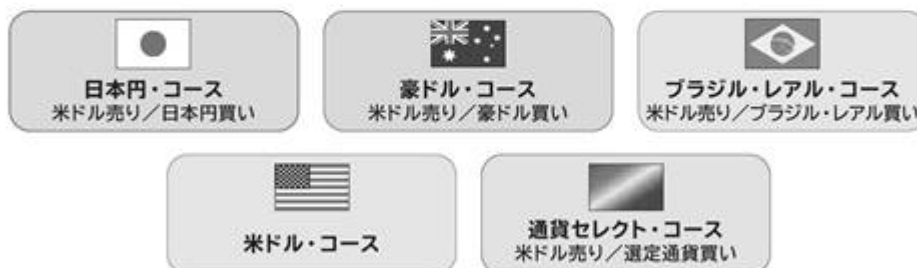 日本円・コース
米ドル売り／日本円買い
豪ドル・コース
米ドル売り／豪ドル買い
ブラジル・レアル・コース
米ドル売り／ブラジル・レアル買い
米ドル・コース
通貨セレクト・コース
米ドル売り／選定通貨買い